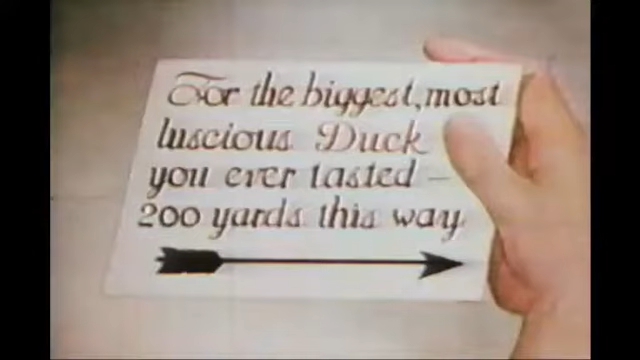 For the biggest, most
luscious Duck
you ever tasted —
200 yards this way